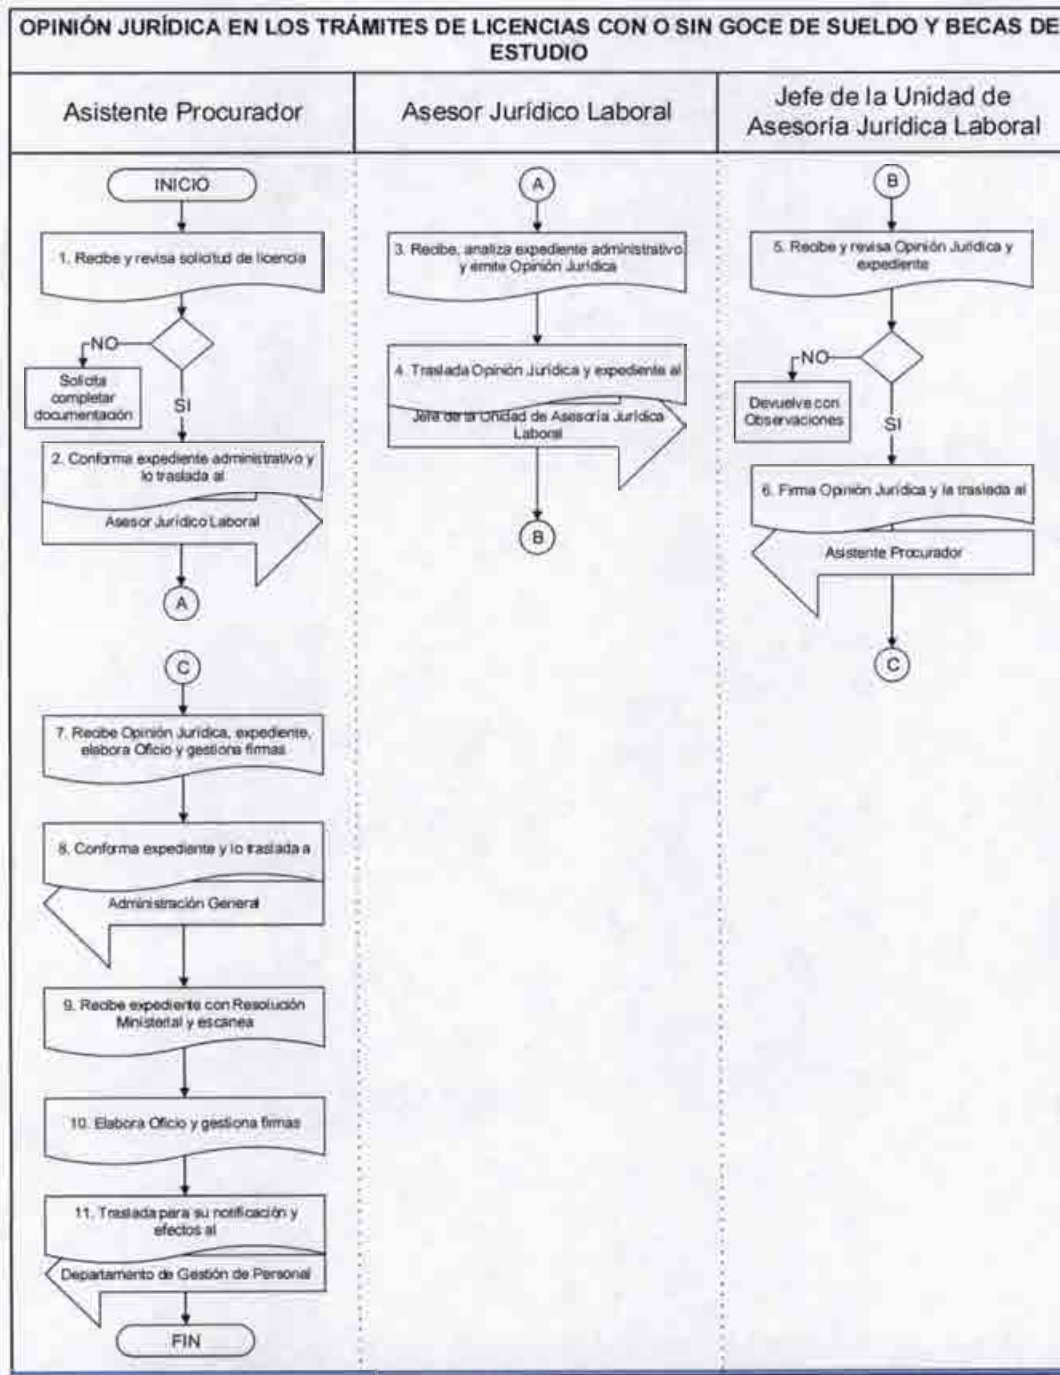 OPINIÓN JURÍDICA EN LOS TRÁMITES DE LICENCIAS CON O SIN GOCE DE SUELDO Y BECAS DE
ESTUDIO
Asistente Procurador
Asesor Jurídico Laboral
Jefe de la Unidad de
Asesoría Jurídica Laboral
INICIO
1. Recibe y revisa solicitud de licencia
NO
Solicita
completar
documentación
SI
2. Conforma expediente administrativo y
lo traslada al
Asesor Jurídico Laboral
A
C
7. Recibe Opinión Jurídica, expediente,
elabora Oficio y gestiona firmas
8. Conforma expediente y lo traslada a
Administración General
9. Recibe expediente con Resolución
Ministerial y escanea
10. Elabora Oficio y gestiona firmas
11. Traslada para su notificación y
efectos al
Departamento de Gestión de Personal
FIN
A
3. Recibe, analiza expediente administrativo
y emite Opinión Jurídica
4. Traslada Opinión Jurídica y expediente al
Jefe de la Unidad de Asesoría Jurídica
Laboral
B
B
5. Recibe y revisa Opinión Jurídica y
expediente
NO
Devuelve con
Observaciones
SI
6. Firma Opinión Jurídica y la traslada al
Asistente Procurador
C